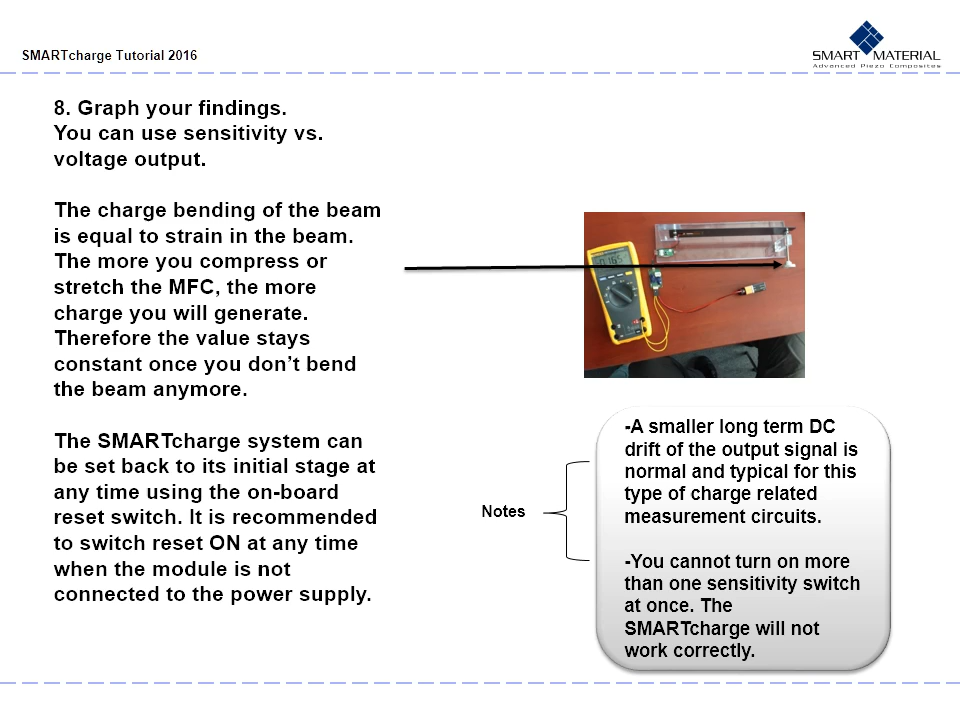 SMARTcharge Tutorial 2016
SMART MATERIAL
Advanced Piezo Composites
8. Graph your findings.
You can use sensitivity vs.
voltage output.
The charge bending of the beam
is equal to strain in the beam.
The more you compress or
stretch the MFC, the more
charge you will generate.
Therefore the value stays
constant once you don’t bend
the beam anymore.
The SMARTcharge system can
be set back to its initial stage at
any time using the on-board
reset switch. It is recommended
to switch reset ON at any time
when the module is not
connected to the power supply.
0.165
Notes
-A smaller long term DC
drift of the output signal is
normal and typical for this
type of charge related
measurement circuits.
-You cannot turn on more
than one sensitivity switch
at once. The
SMARTcharge will not
work correctly.